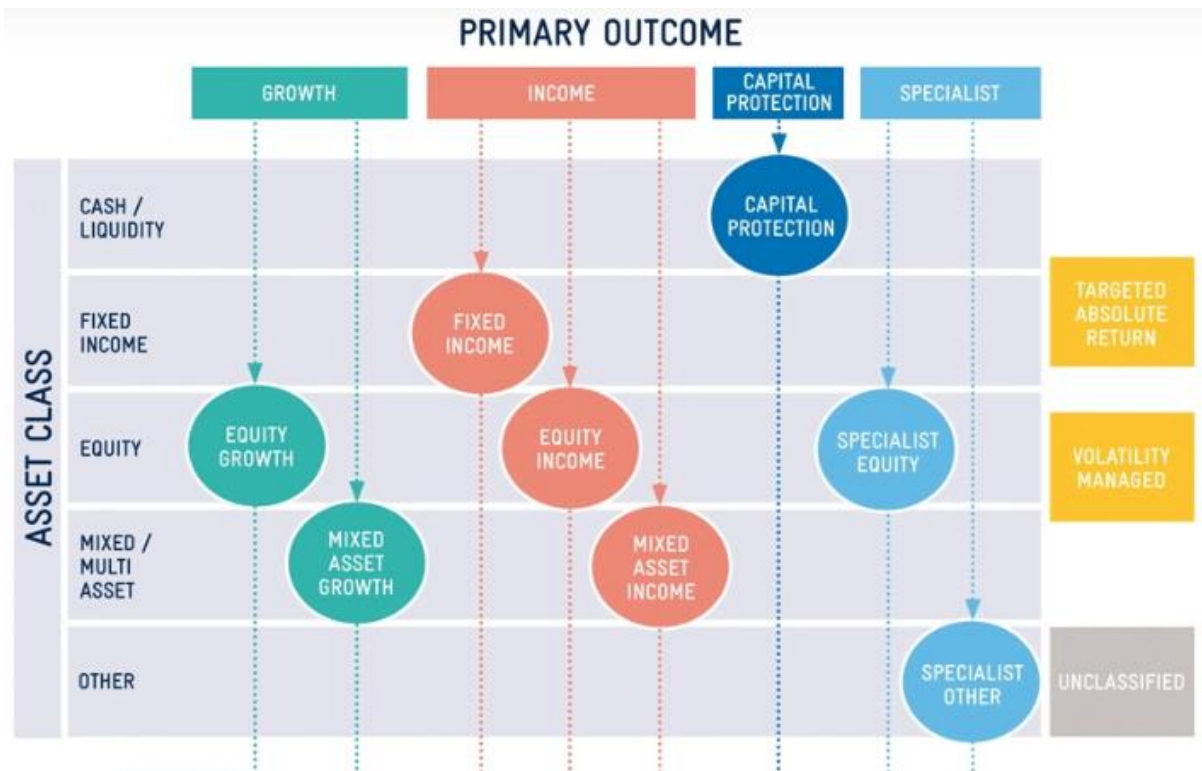 PRIMARY OUTCOME
GROWTH
INCOME
CAPITAL
PROTECTION
SPECIALIST
ASSET CLASS
CASH /
LIQUIDITY
CAPITAL
PROTECTION
FIXED
INCOME
FIXED
INCOME
TARGETED
ABSOLUTE
RETURN
EQUITY
EQUITY
GROWTH
EQUITY
INCOME
SPECIALIST
EQUITY
VOLATILITY
MANAGED
MIXED /
MULTI
ASSET
MIXED
ASSET
GROWTH
MIXED
ASSET
INCOME
OTHER
SPECIALIST
OTHER
UNCLASSIFIED